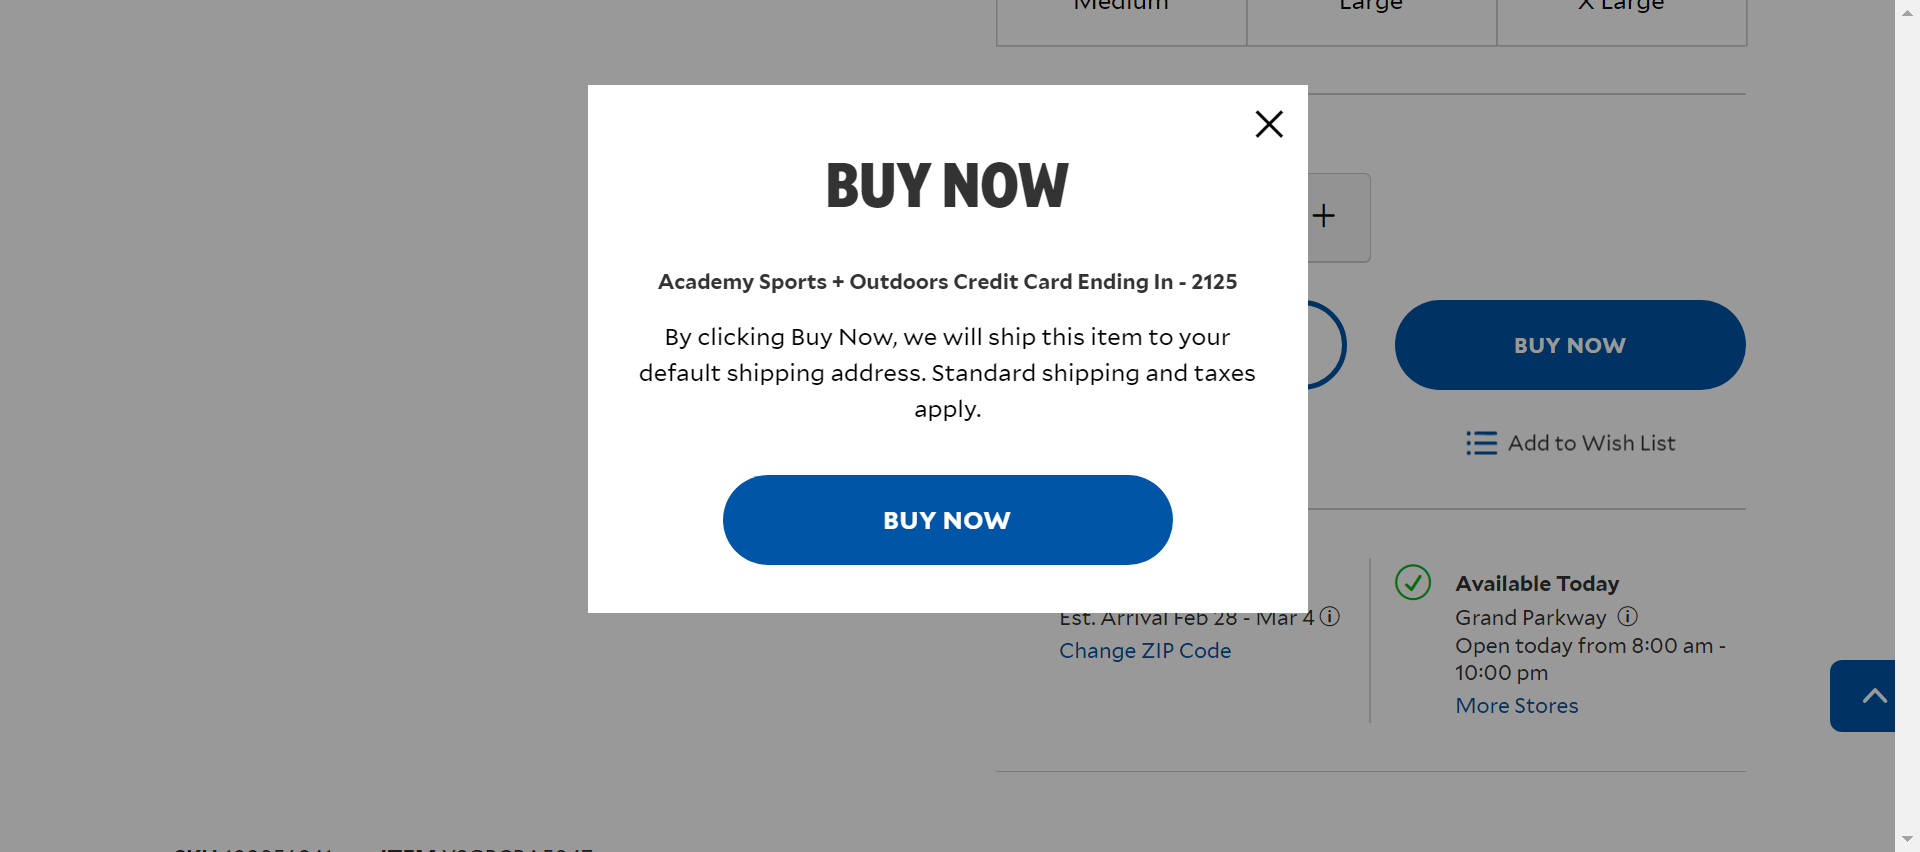 Medium Large X Large
BUY NOW
Academy Sports + Outdoors Credit Card Ending In - 2125
By clicking Buy Now, we will ship this item to your
default shipping address. Standard shipping and taxes
apply.
BUY NOW
BUY NOW
Add to Wish List
Est. Arrival Feb 28 - Mar 4
Change ZIP Code
Available Today
Grand Parkway
Open today from 8:00 am -
10:00 pm
More Stores